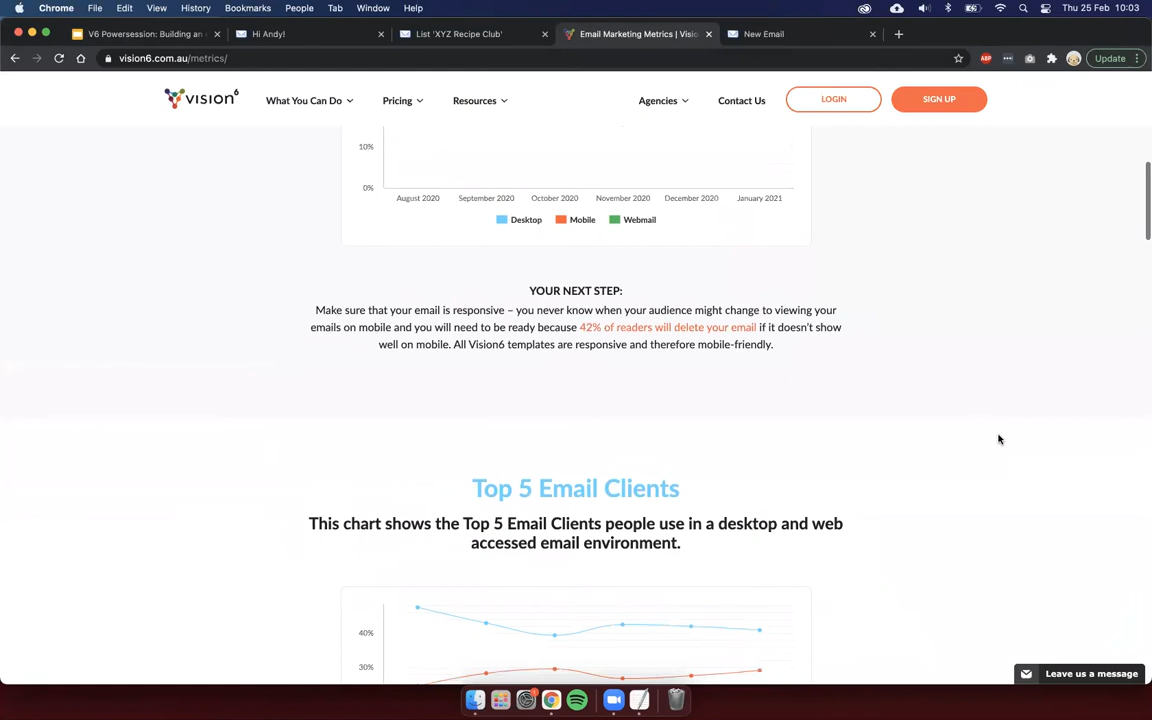 Chrome File Edit View History Bookmarks People Tab Window Help Thu 25 Feb 10:03
V6 Powersession: Building an
Hi Andy!
List 'XYZ Recipe Club'
Email Marketing Metrics | Visio
New Email
vision6.com.au/metrics/
ABP
Update
VISION6
What You Can Do
Pricing
Resources
Agencies
Contact Us
LOGIN
SIGN UP
10%
0%
August 2020 September 2020 October 2020 November 2020 December 2020 January 2021
Desktop Mobile Webmail
YOUR NEXT STEP:
Make sure that your email is responsive – you never know when your audience might change to viewing your
emails on mobile and you will need to be ready because 42% of readers will delete your email if it doesn't show
well on mobile. All Vision6 templates are responsive and therefore mobile-friendly.
Top 5 Email Clients
This chart shows the Top 5 Email Clients people use in a desktop and web
accessed email environment.
40%
30%
Leave us a message